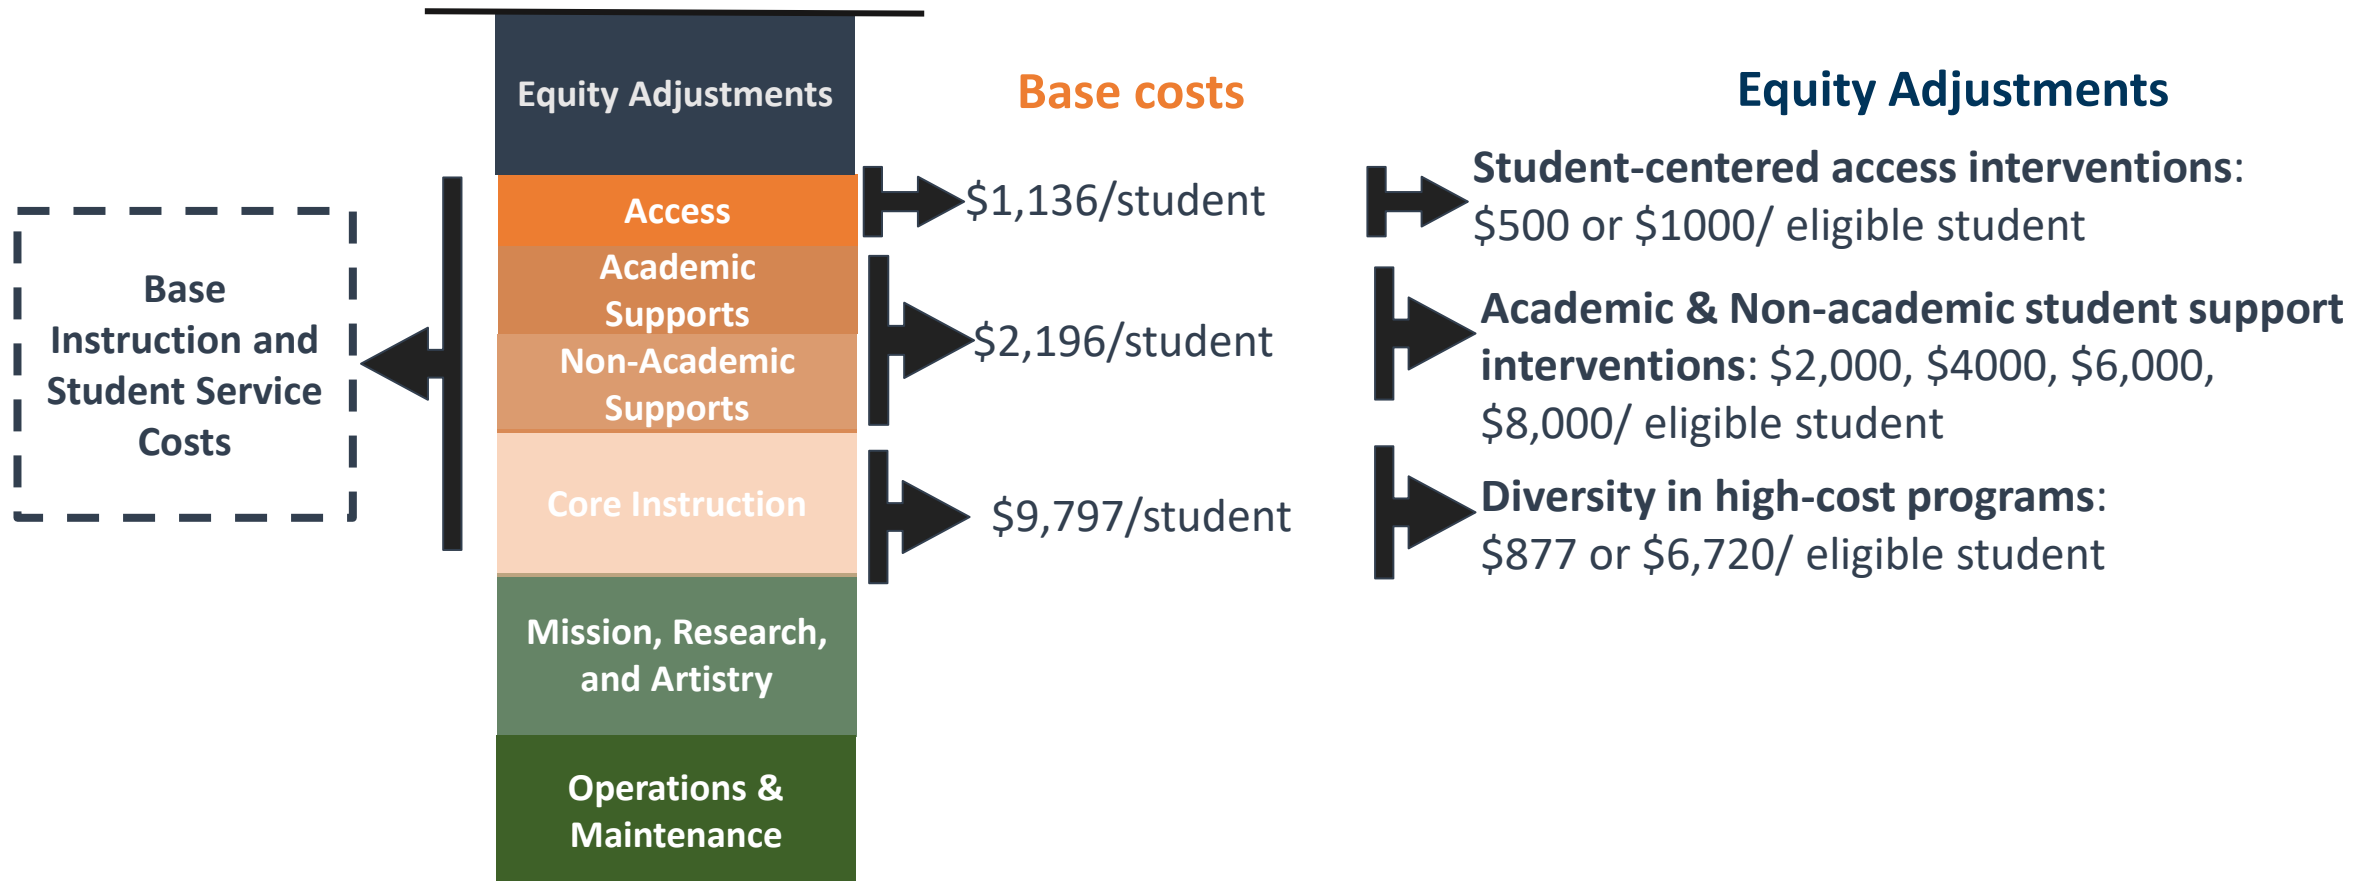 Equity Adjustments
Base costs
Equity Adjustments
Base
Instruction and
Student Service
Costs
Access
Academic
Supports
Non-Academic
Supports
Core Instruction
Mission, Research,
and Artistry
Operations &
Maintenance
$1,136/student
$2,196/student
$9,797/student
Student-centered access interventions:
$500 or $1000/ eligible student
Academic & Non-academic student support
interventions: $2,000, $4000, $6,000,
$8,000/ eligible student
Diversity in high-cost programs:
$877 or $6,720/ eligible student